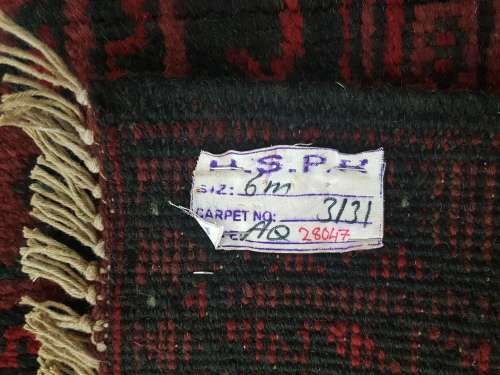 U.S.P.H
SIZ: 6m
CARPET NO: 3131
AQ 28047